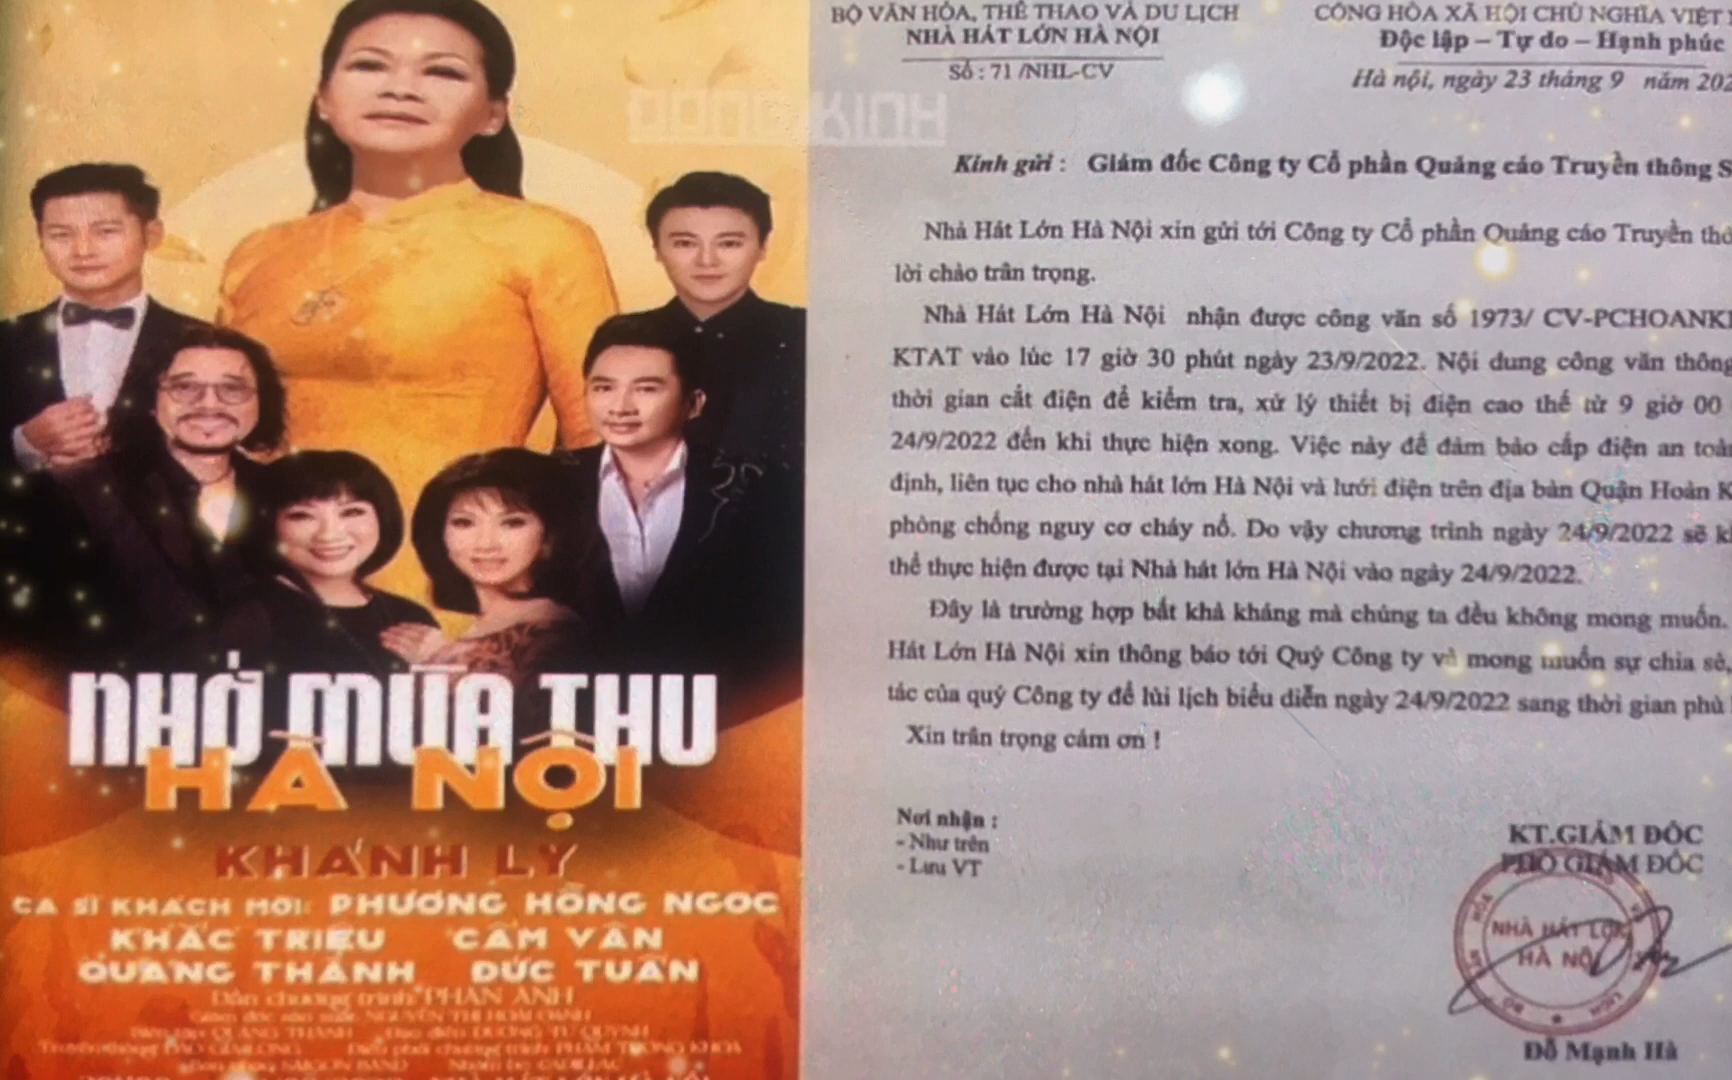 ĐÔNG KINH
NHỚ MÙA THU
HÀ NỘI
KHÁNH LY
CA SĨ KHÁCH MỜI: PHƯƠNG HỒNG NGỌC
KHẮC TRIỆU CẨM VÂN
QUANG THÀNH ĐỨC TUẤN
Dẫn chương trình: PHAN ANH
BỘ VĂN HÓA, THỂ THAO VÀ DU LỊCH
NHÀ HÁT LỚN HÀ NỘI
Số : 71 /NHL-CV
CỘNG HÒA XÃ HỘI CHỦ NGHĨA VIỆT
Độc lập – Tự do – Hạnh phúc
Hà nội, ngày 23 tháng 9 năm 202
Kính gửi : Giám đốc Công ty Cổ phần Quảng cáo Truyền thông S
Nhà Hát Lớn Hà Nội xin gửi tới Công ty Cổ phần Quảng cáo Truyền thô
lời chào trân trọng.
Nhà Hát Lớn Hà Nội nhận được công văn số 1973/ CV-PCHOANKI
KTAT vào lúc 17 giờ 30 phút ngày 23/9/2022. Nội dung công văn thông
thời gian cắt điện để kiểm tra, xử lý thiết bị điện cao thế từ 9 giờ 00
24/9/2022 đến khi thực hiện xong. Việc này để đảm bảo cấp điện an toàn
định, liên tục cho nhà hát lớn Hà Nội và lưới điện trên địa bàn Quận Hoàn K
phòng chống nguy cơ cháy nổ. Do vậy chương trình ngày 24/9/2022 sẽ k
thể thực hiện được tại Nhà hát lớn Hà Nội vào ngày 24/9/2022.
Đây là trường hợp bất khả kháng mà chúng ta đều không mong muốn.
Hát Lớn Hà Nội xin thông báo tới Quý Công ty và mong muốn sự chia sẻ,
tác của quý Công ty để lùi lịch biểu diễn ngày 24/9/2022 sang thời gian phù
Xin trân trọng cảm ơn !
Nơi nhận :
- Như trên
- Lưu VT
KT.GIÁM ĐỐC
PHÓ GIÁM ĐỐC
NHÀ HÁT LỚN
HÀ NỘI
Đỗ Mạnh Hà